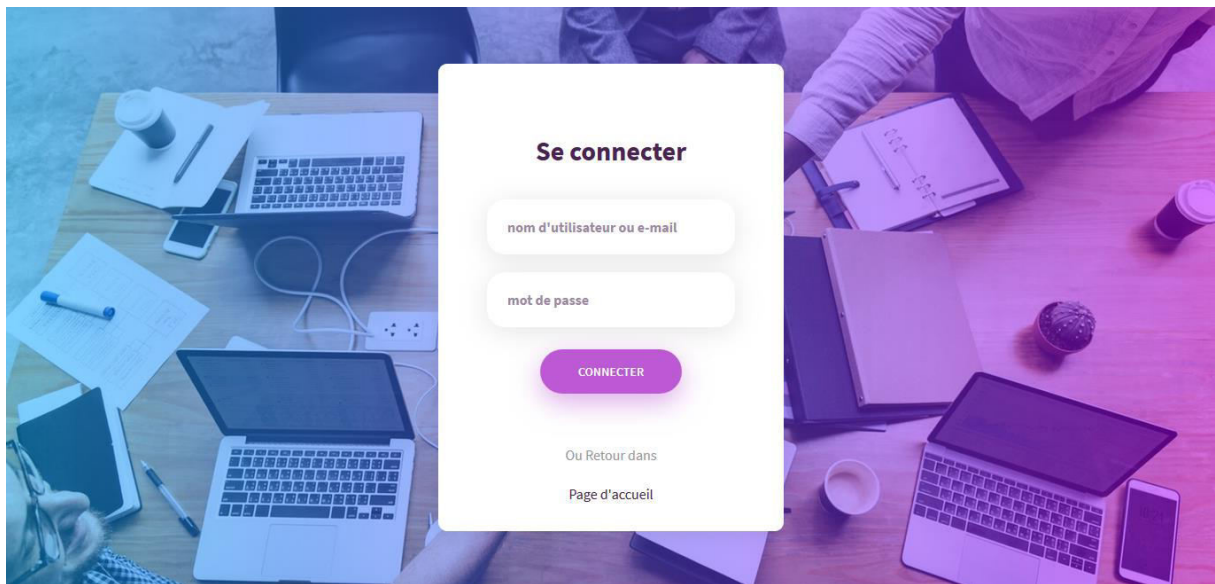 Se connecter
nom d'utilisateur ou e-mail
mot de passe
CONNECTER
Ou Retour dans
Page d'accueil